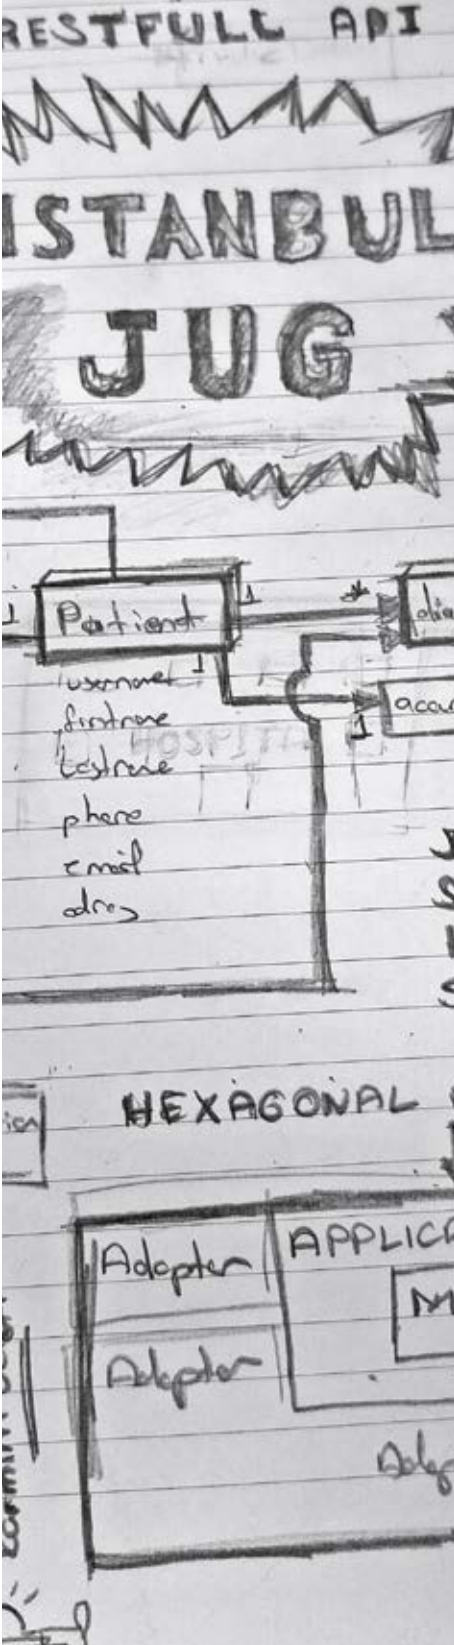 RESTFULL API
ISTANBUL
JUG
1
Patient
1
*
1
1
username
firstname
lastname
HOSPITAL
phone
email
adres
HEXAGONAL
Adapter
APPLICA
Adapter
Adap